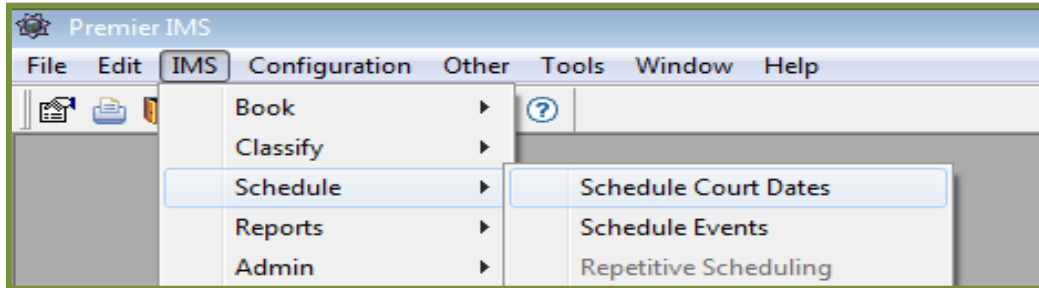 Premier IMS
File Edit IMS Configuration Other Tools Window Help
Book
Classify
Schedule Schedule Court Dates
Reports Schedule Events
Admin Repetitive Scheduling